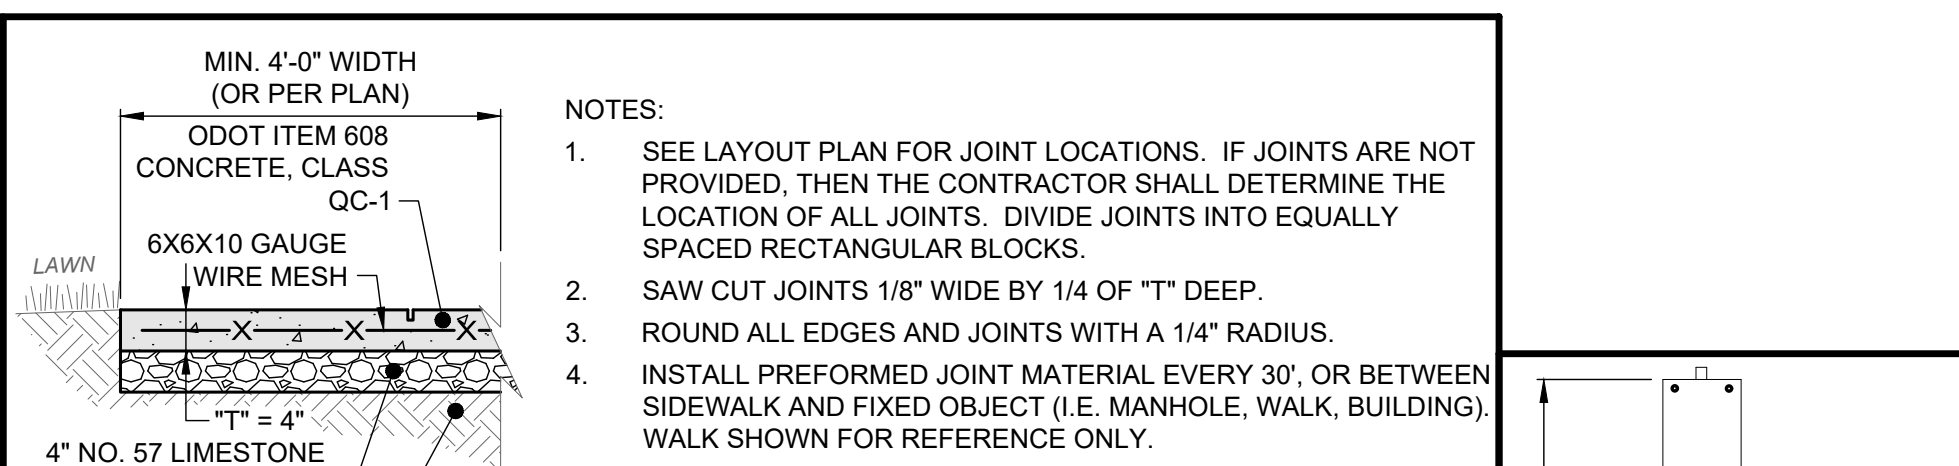 MIN. 4'-0" WIDTH
(OR PER PLAN)
ODOT ITEM 608
CONCRETE, CLASS
QC-1
6X6X10 GAUGE
WIRE MESH
LAWN
X X X
"T" = 4"
4" NO. 57 LIMESTONE
NOTES:
1. SEE LAYOUT PLAN FOR JOINT LOCATIONS. IF JOINTS ARE NOT
PROVIDED, THEN THE CONTRACTOR SHALL DETERMINE THE
LOCATION OF ALL JOINTS. DIVIDE JOINTS INTO EQUALLY
SPACED RECTANGULAR BLOCKS.
2. SAW CUT JOINTS 1/8" WIDE BY 1/4 OF "T" DEEP.
3. ROUND ALL EDGES AND JOINTS WITH A 1/4" RADIUS.
4. INSTALL PREFORMED JOINT MATERIAL EVERY 30', OR BETWEEN
SIDEWALK AND FIXED OBJECT (I.E. MANHOLE, WALK, BUILDING).
WALK SHOWN FOR REFERENCE ONLY.